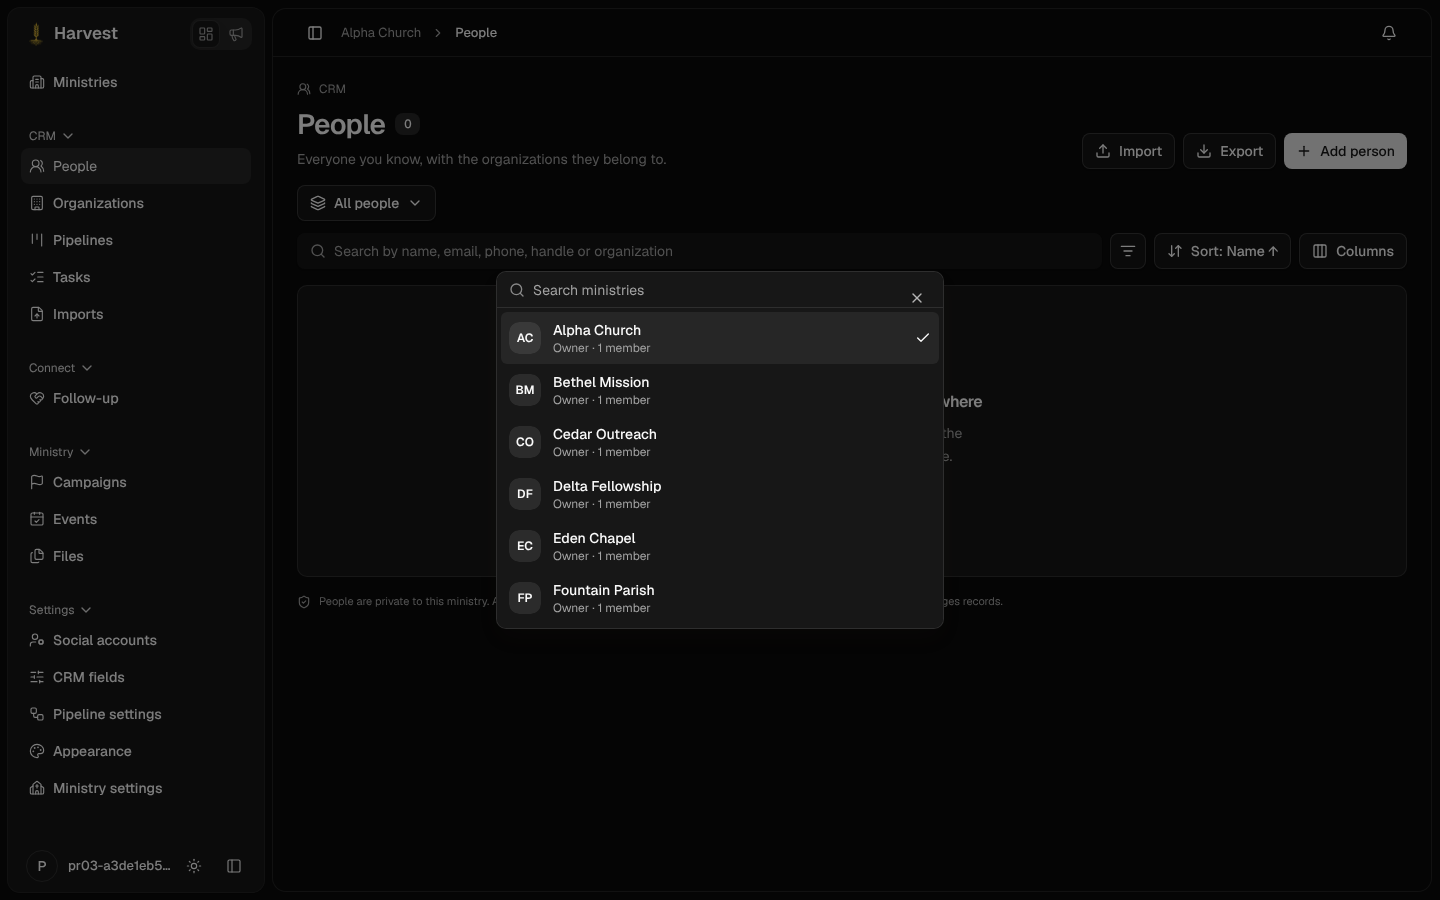 Harvest
Ministries
CRM
People
Organizations
Pipelines
Tasks
Imports
Connect
Follow-up
Ministry
Campaigns
Events
Files
Settings
Social accounts
CRM fields
Pipeline settings
Appearance
Ministry settings
P pr03-a3de1eb5…
Alpha Church People
CRM
People 0
Everyone you know, with the organizations they belong to.
Import Export Add person
All people
Search by name, email, phone, handle or organization
Sort: Name ↑ Columns
Search ministries
AC Alpha Church
Owner · 1 member
BM Bethel Mission
Owner · 1 member
CO Cedar Outreach
Owner · 1 member
DF Delta Fellowship
Owner · 1 member
EC Eden Chapel
Owner · 1 member
FP Fountain Parish
Owner · 1 member
the
People are private to this ministry.
records.